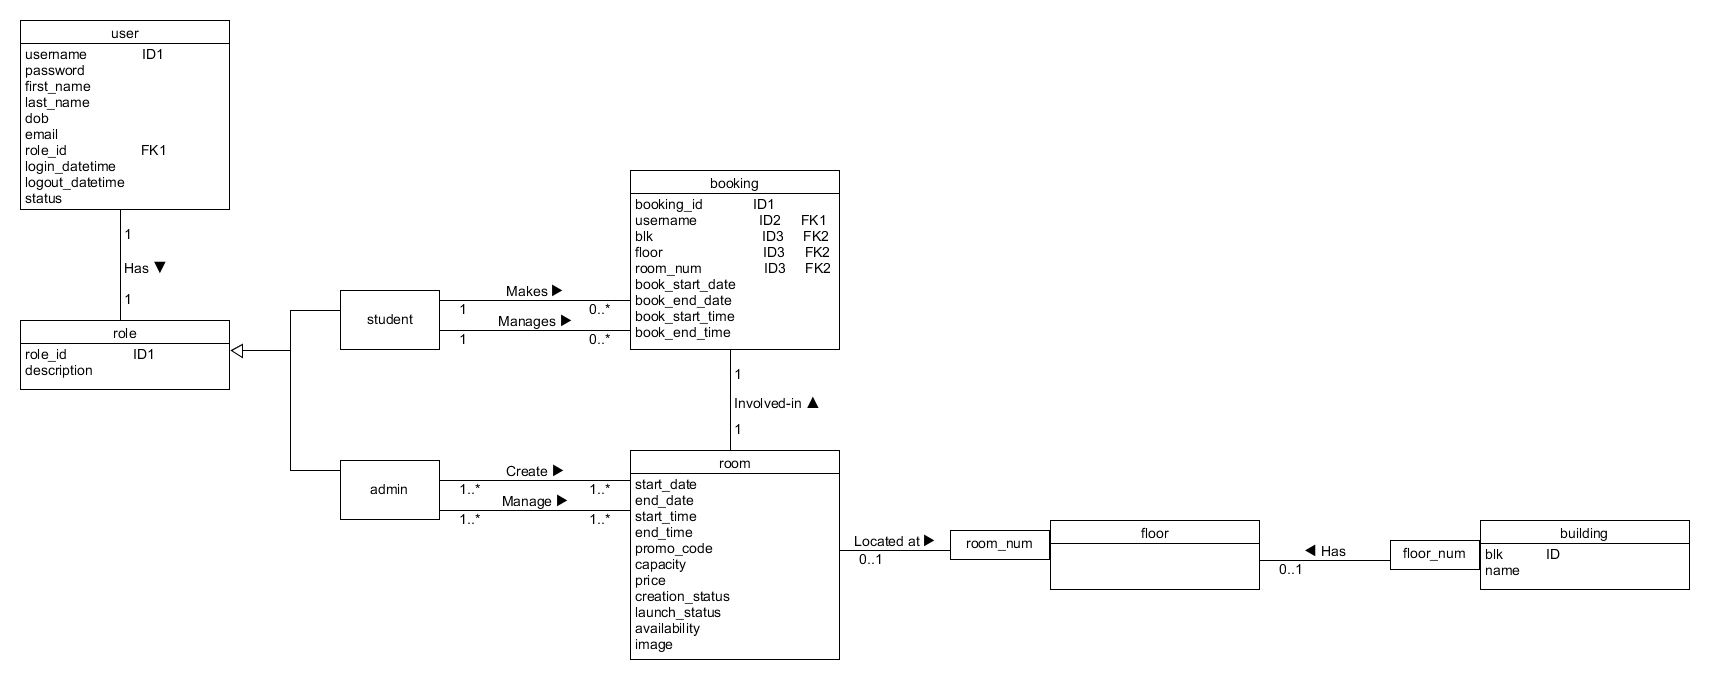 user
username ID1
password
first_name
last_name
dob
email
role_id FK1
login_datetime
logout_datetime
status
1
Has ▼
1
role
role_id ID1
description
student
Makes ▶
1 0..*
Manages ▶
1 0..*
booking
booking_id ID1
username ID2 FK1
blk ID3 FK2
floor ID3 FK2
room_num ID3 FK2
book_start_date
book_end_date
book_start_time
book_end_time
1
Involved-in ▲
1
admin
Create ▶
1..* 1..*
Manage ▶
1..* 1..*
room
start_date
end_date
start_time
end_time
promo_code
capacity
price
creation_status
launch_status
availability
image
Located at ▶
0..1
room_num
floor
◀ Has
0..1
floor_num
building
blk ID
name